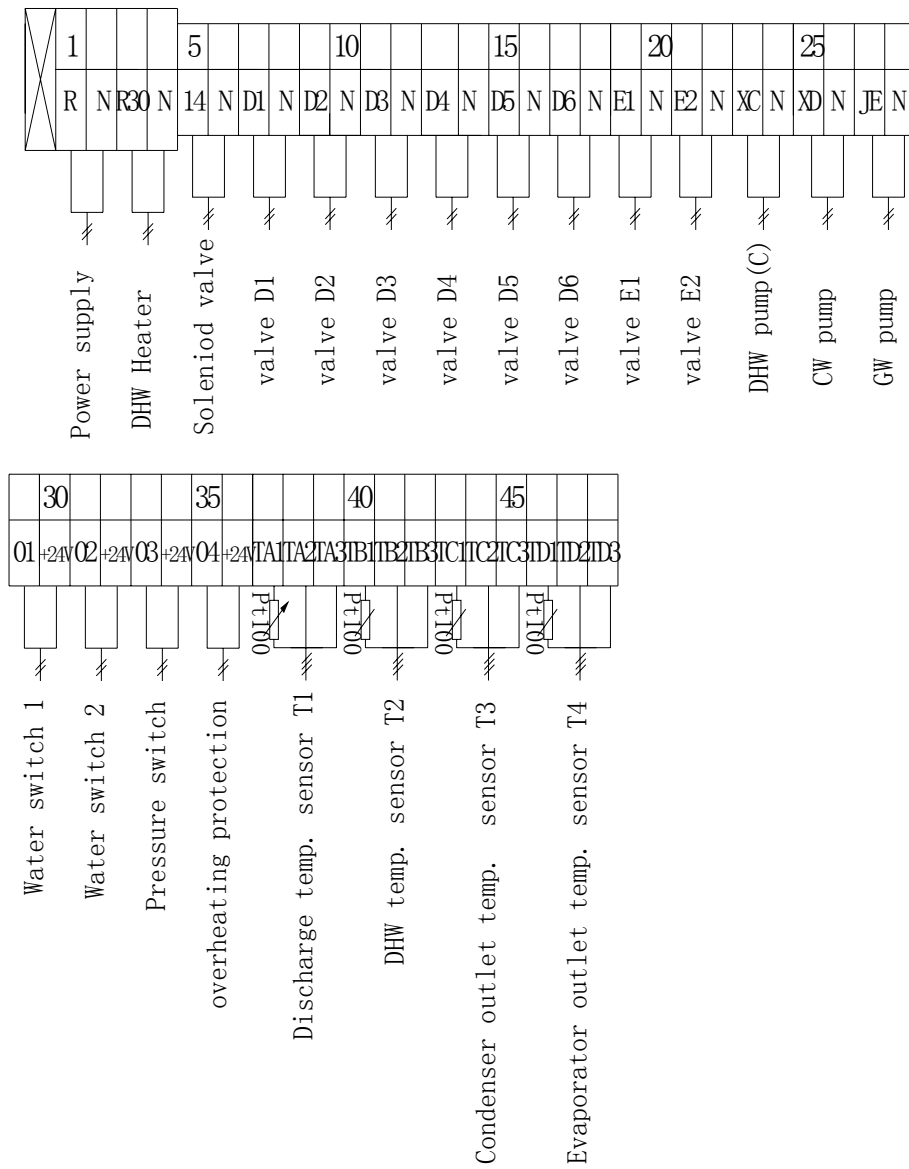 1 5 10 15 20 25
R N R30 N 14 N D1 N D2 N D3 N D4 N D5 N D6 N E1 N E2 N XC N XD N JE N
Power supply
DHW Heater
Soleniod valve
valve D1
valve D2
valve D3
valve D4
valve D5
valve D6
valve E1
valve E2
DHW pump(C)
CW pump
GW pump
30 35 40 45
01 +24V 02 +24V 03 +24V 04 +24V TA1 TA2 TA3 TB1 TB2 TB3 TC1 TC2 TC3 TD1 TD2 TD3
Pt100
Pt100
Pt100
Pt100
Water switch 1
Water switch 2
Pressure switch
overheating protection
Discharge temp. sensor T1
DHW temp. sensor T2
Condenser outlet temp. sensor T3
Evaporator outlet temp. sensor T4